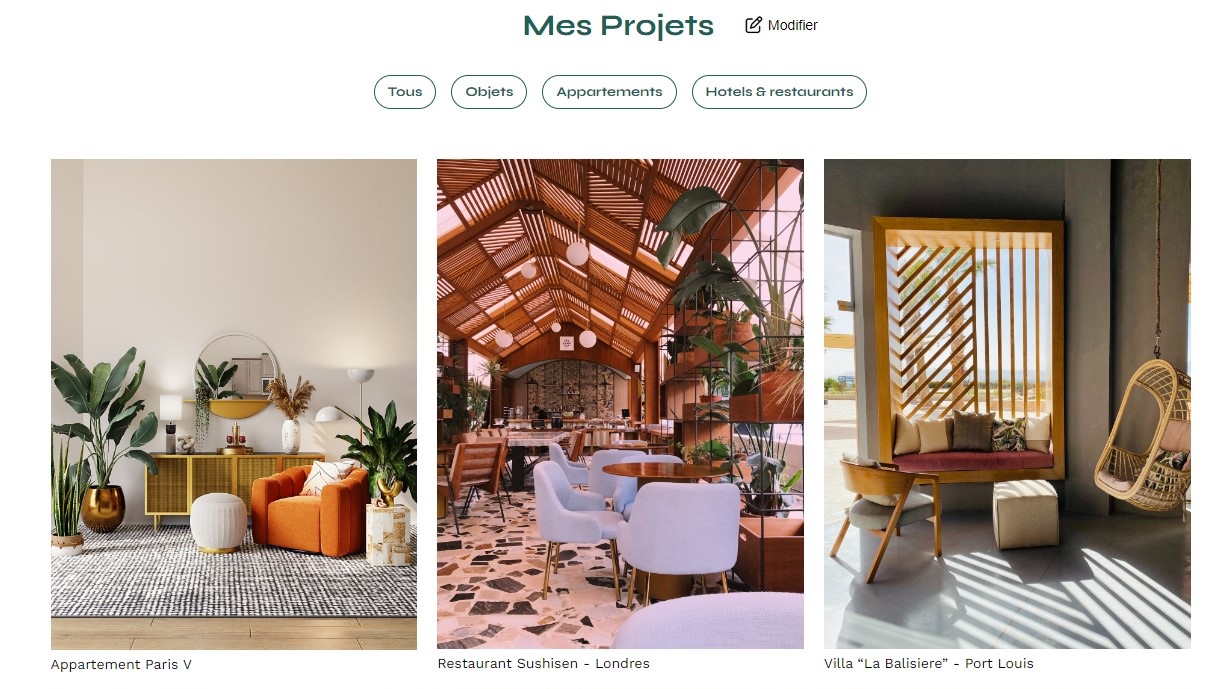 Mes Projets
Modifier
Tous
Objets
Appartements
Hotels & restaurants
Appartement Paris V
Restaurant Sushisen - Londres
Villa “La Balisiere” - Port Louis